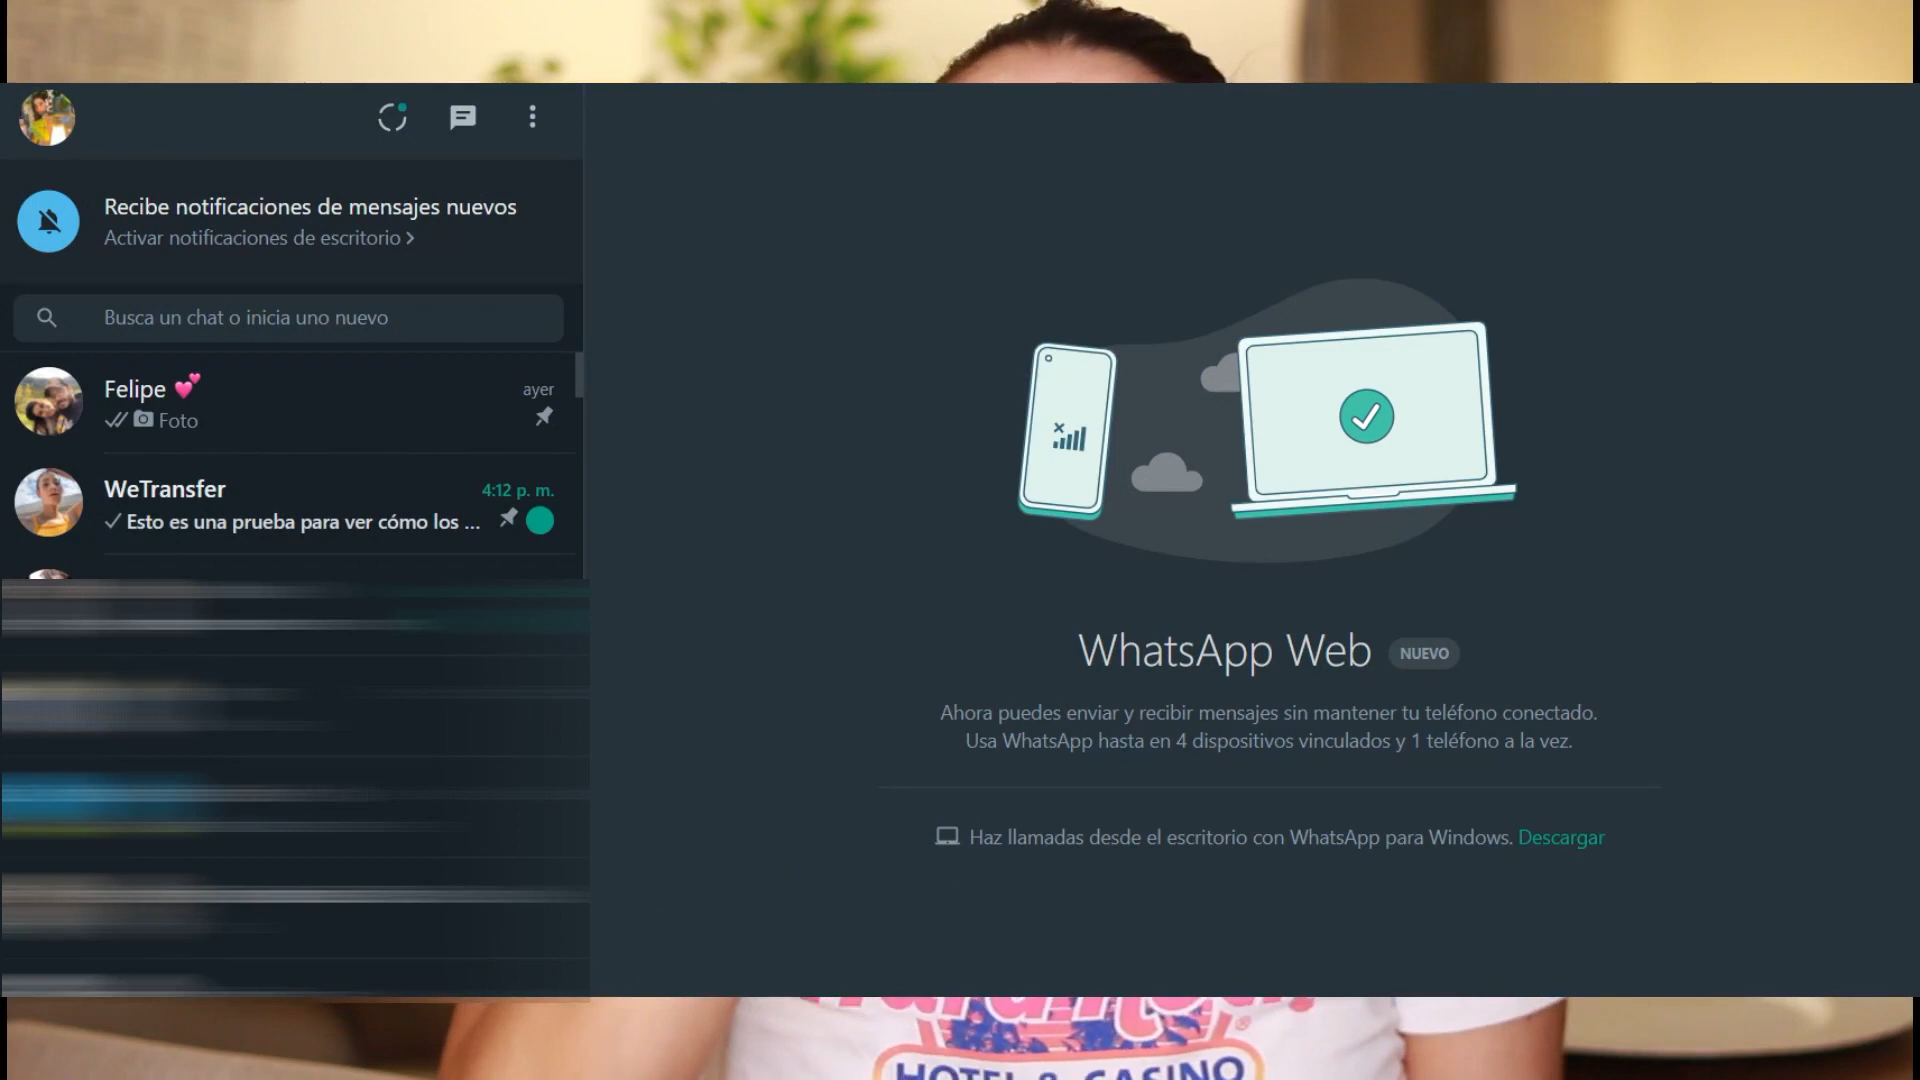 Recibe notificaciones de mensajes nuevos
Activar notificaciones de escritorio
Busca un chat o inicia uno nuevo
Felipe 💕
ayer
Foto
WeTransfer
4:12 p. m.
Esto es una prueba para ver cómo los ...
WhatsApp Web
NUEVO
Ahora puedes enviar y recibir mensajes sin mantener tu teléfono conectado.
Usa WhatsApp hasta en 4 dispositivos vinculados y 1 teléfono a la vez.
Haz llamadas desde el escritorio con WhatsApp para Windows. Descargar
HOTEL & CASINO